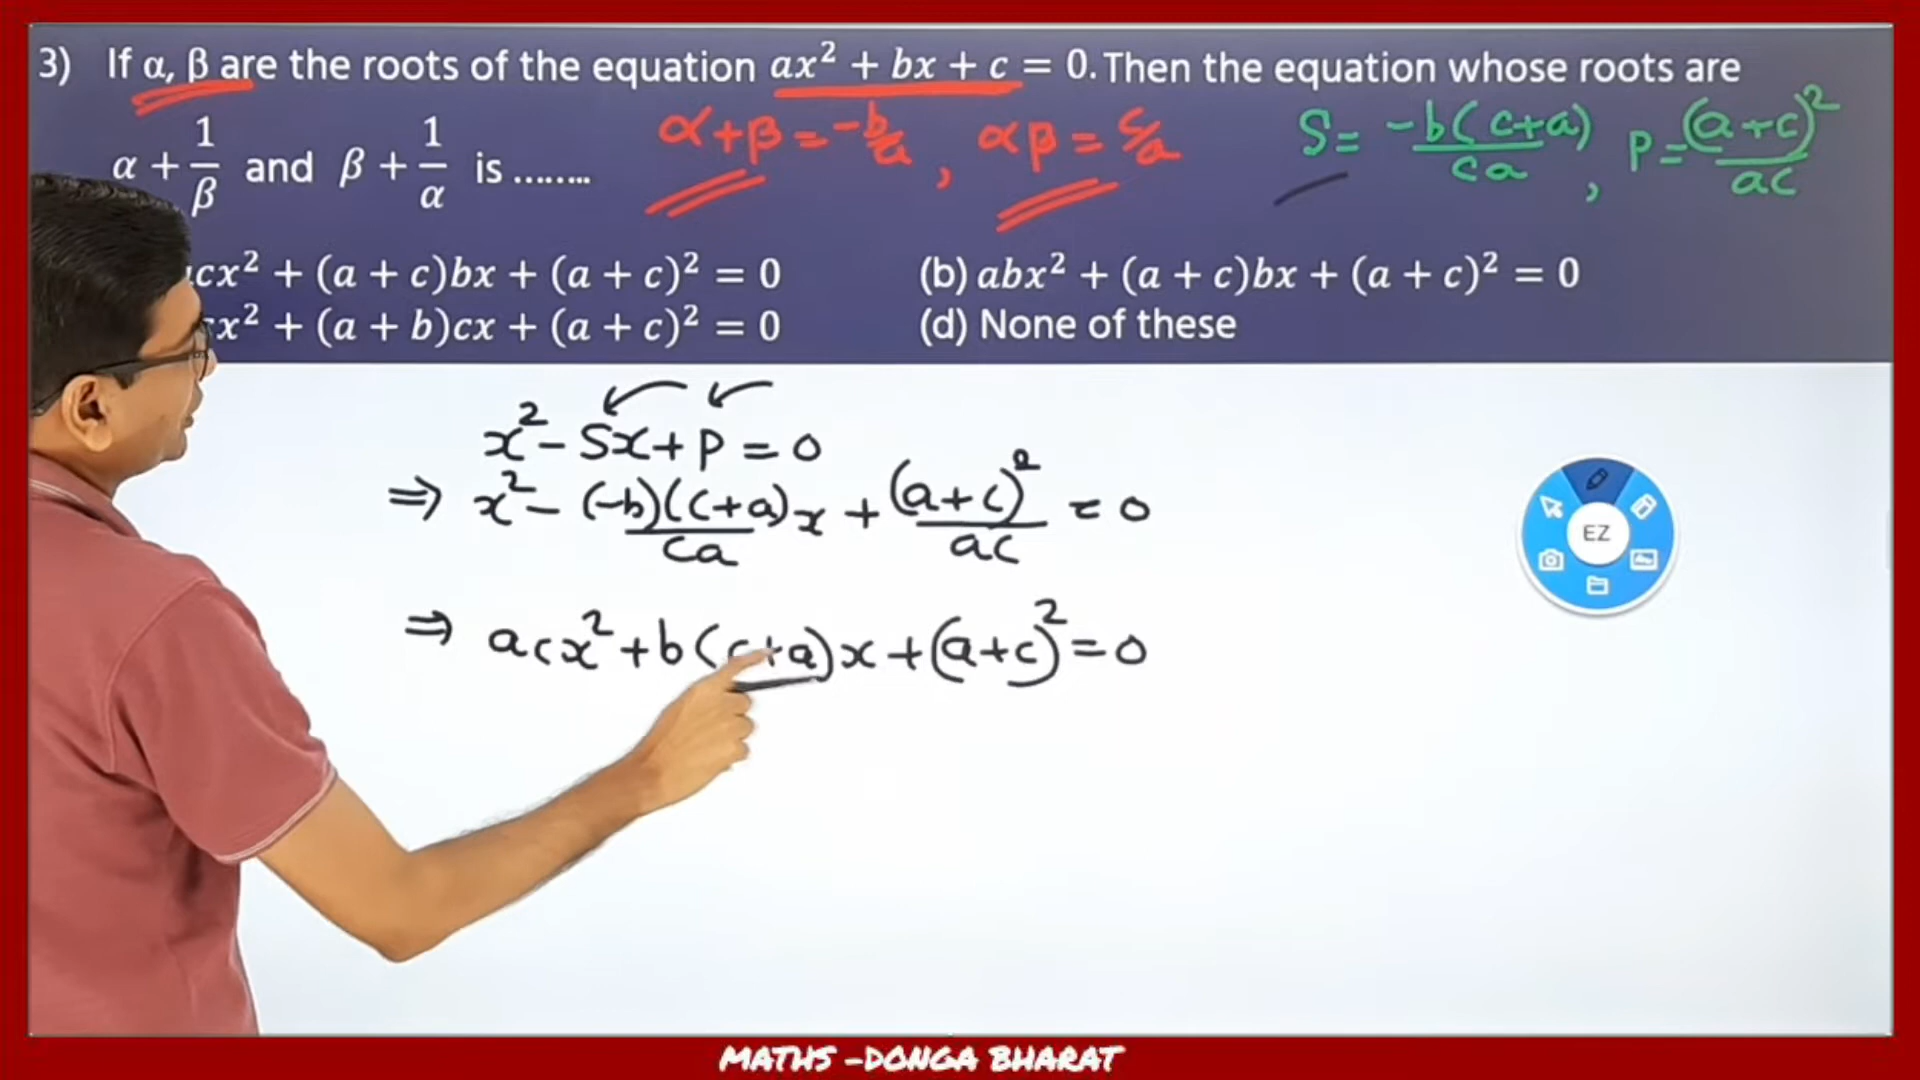 3) If α, β are the roots of the equation ax² + bx + c = 0. Then the equation whose roots are
α + 1/β and β + 1/α is ........
α+β = -b/a , αβ = c/a
S = -b(c+a)/ca , P = (a+c)²/ac
cx² + (a + c)bx + (a + c)² = 0
(b) abx² + (a + c)bx + (a + c)² = 0
x² + (a + b)cx + (a + c)² = 0
(d) None of these
x² - Sx + P = 0
⇒ x² - (-b)(c+a)/ca x + (a+c)²/ac = 0
⇒ acx² + b(c+a)x + (a+c)² = 0
EZ
MATHS -DONGA BHARAT